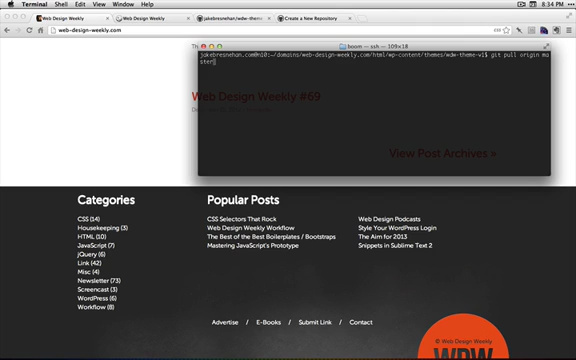 Terminal Shell Edit View Window Help
8:34 PM
Web Design Weekly
Web Design Weekly
jakebresnehan/wdw-theme-v
Create a New Repository
web-design-weekly.com
boom — ssh — 109×18
jakebresnehan.com@n10:~/domains/web-design-weekly.com/html/wp-content/themes/wdw-theme-v1$ git pull origin ma
ster
Web Design Weekly #69
View Post Archives »
Categories
CSS (14)
Housekeeping (3)
HTML (10)
JavaScript (7)
jQuery (6)
Link (42)
Misc (4)
Newsletter (73)
Screencast (3)
WordPress (6)
Workflow (8)
Popular Posts
CSS Selectors That Rock
Web Design Weekly Workflow
The Best of the Best Boilerplates / Bootstraps
Mastering JavaScript's Prototype
Web Design Podcasts
Style Your WordPress Login
The Aim for 2013
Snippets in Sublime Text 2
Advertise / E-Books / Submit Link / Contact
© Web Design Weekly
WDW